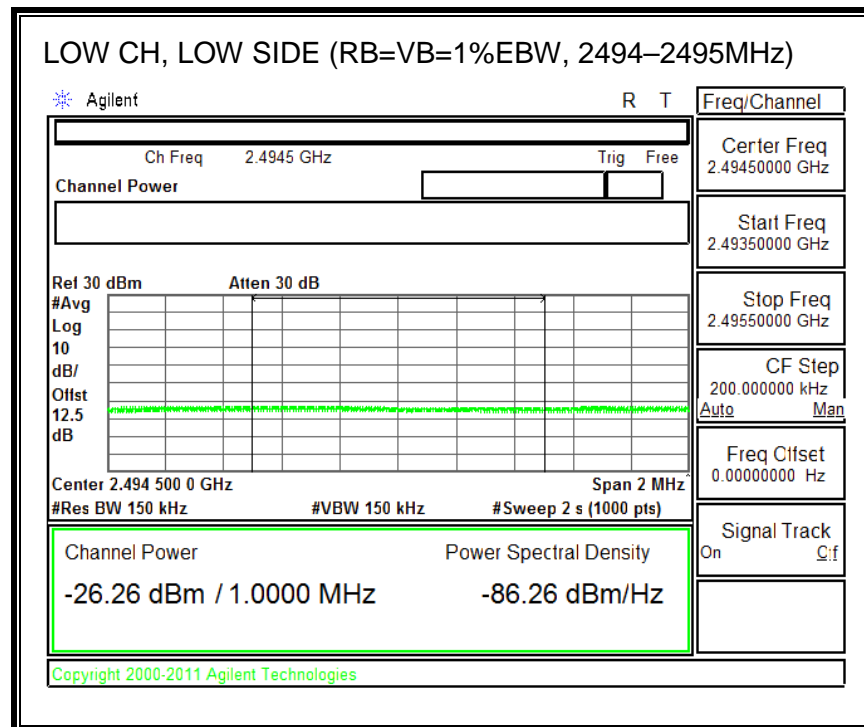 LOW CH, LOW SIDE (RB=VB=1%EBW, 2494–2495MHz)
Agilent R T
Freq/Channel
Ch Freq 2.4945 GHz Trig Free
Channel Power
Center Freq
2.49450000 GHz
Start Freq
2.49350000 GHz
Stop Freq
2.49550000 GHz
CF Step
200.000000 kHz
Auto Man
Freq Offset
0.00000000 Hz
Signal Track
On Off
Ref 30 dBm Atten 30 dB
#Avg
Log
10
dB/
Offst
12.5
dB
Center 2.494 500 0 GHz Span 2 MHz
#Res BW 150 kHz #VBW 150 kHz #Sweep 2 s (1000 pts)
Channel Power Power Spectral Density
-26.26 dBm / 1.0000 MHz -86.26 dBm/Hz
Copyright 2000-2011 Agilent Technologies